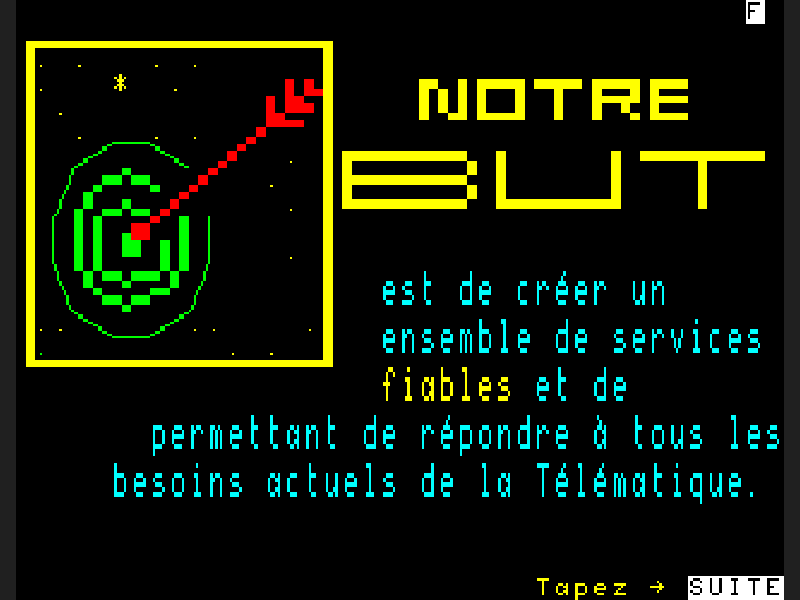 F
NOTRE
BUT
est de créer un
ensemble de services
fiables et de
permettant de répondre à tous les
besoins actuels de la Télématique.
Tapez → SUITE